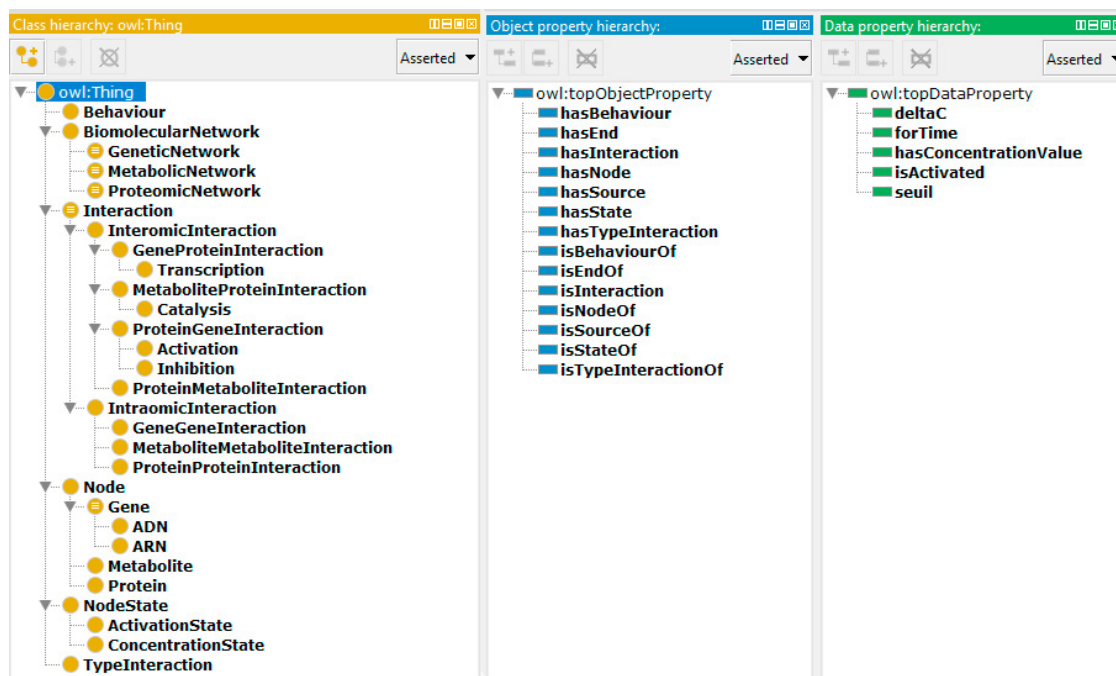 Class hierarchy: owl:Thing
Asserted
owl:Thing
Behaviour
BiomolecularNetwork
GeneticNetwork
MetabolicNetwork
ProteomicNetwork
Interaction
InteromicInteraction
GeneProteinInteraction
Transcription
MetaboliteProteinInteraction
Catalysis
ProteinGeneInteraction
Activation
Inhibition
ProteinMetaboliteInteraction
IntraomicInteraction
GeneGeneInteraction
MetaboliteMetaboliteInteraction
ProteinProteinInteraction
Node
Gene
ADN
ARN
Metabolite
Protein
NodeState
ActivationState
ConcentrationState
TypeInteraction
Object property hierarchy:
Asserted
owl:topObjectProperty
hasBehaviour
hasEnd
hasInteraction
hasNode
hasSource
hasState
hasTypeInteraction
isBehaviourOf
isEndOf
isInteraction
isNodeOf
isSourceOf
isStateOf
isTypeInteractionOf
Data property hierarchy:
Asserted
owl:topDataProperty
deltaC
forTime
hasConcentrationValue
isActivated
seuil